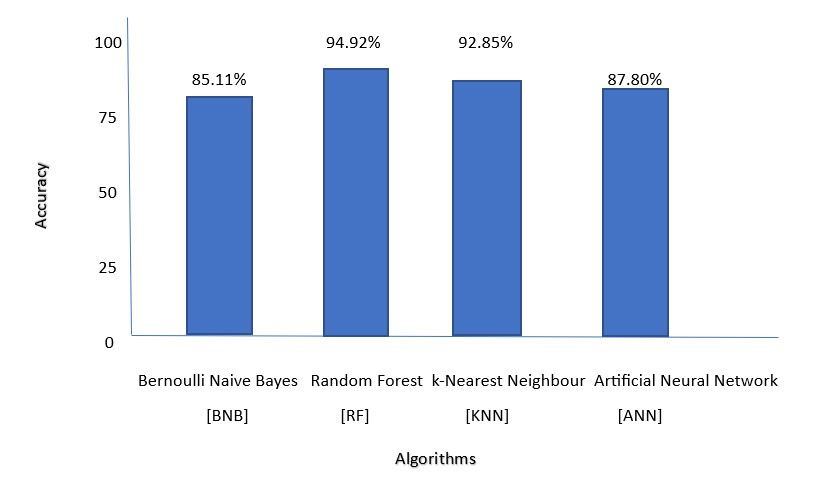 100
94.92%
92.85%
85.11%
87.80%
75
50
25
0
Accuracy
Bernoulli Naive Bayes Random Forest k-Nearest Neighbour Artificial Neural Network
[BNB] [RF] [KNN] [ANN]
Algorithms